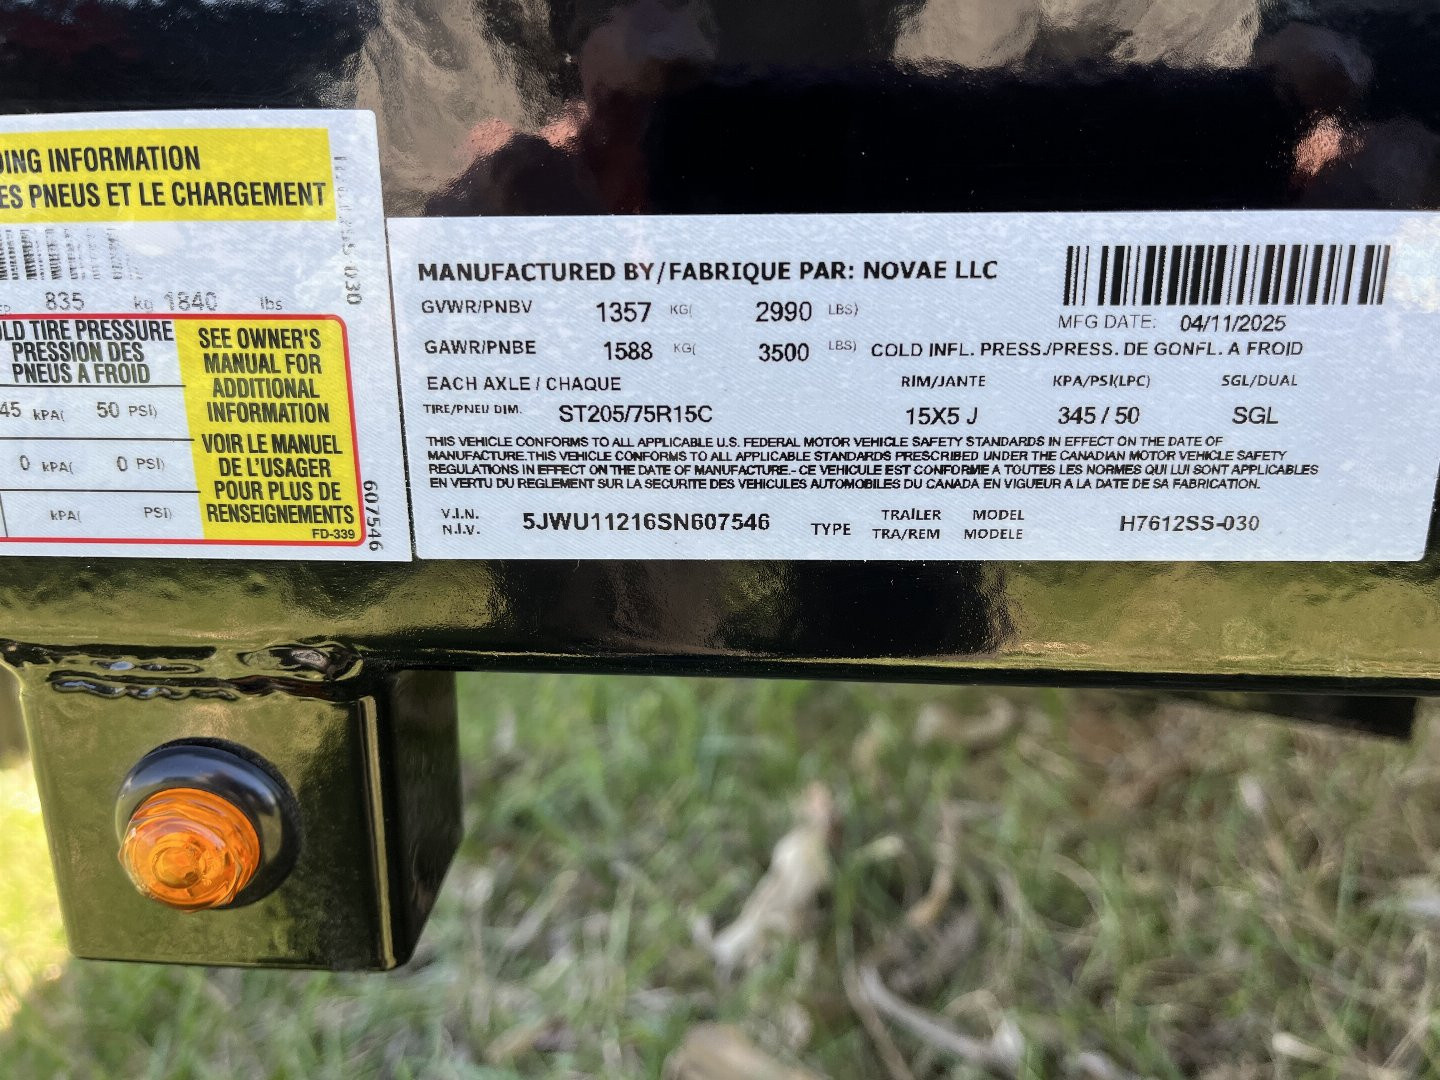 DING INFORMATION
ES PNEUS ET LE CHARGEMENT
835 kg 1840 lbs
LD TIRE PRESSURE
PRESSION DES
PNEUS A FROID
45 kPA( 50 PSI)
0 kPA( 0 PSI)
kPA( PSI)
SEE OWNER'S
MANUAL FOR
ADDITIONAL
INFORMATION
VOIR LE MANUEL
DE L'USAGER
POUR PLUS DE
RENSEIGNEMENTS
FD-339
607546
MANUFACTURED BY/FABRIQUE PAR: NOVAE LLC
GVWR/PNBV 1357 KG( 2990 LBS)
MFG DATE: 04/11/2025
GAWR/PNBE 1588 KG( 3500 LBS) COLD INFL. PRESS./PRESS. DE GONFL. A FROID
EACH AXLE / CHAQUE RIM/JANTE KPA/PSI(LPC) SGL/DUAL
TIRE/PNEU DIM. ST205/75R15C 15X5 J 345 / 50 SGL
THIS VEHICLE CONFORMS TO ALL APPLICABLE U.S. FEDERAL MOTOR VEHICLE SAFETY STANDARDS IN EFFECT ON THE DATE OF
MANUFACTURE. THIS VEHICLE CONFORMS TO ALL APPLICABLE STANDARDS PRESCRIBED UNDER THE CANADIAN MOTOR VEHICLE SAFETY
REGULATIONS IN EFFECT ON THE DATE OF MANUFACTURE.- CE VEHICULE EST CONFORME A TOUTES LES NORMES QUI LUI SONT APPLICABLES
EN VERTU DU REGLEMENT SUR LA SECURITE DES VEHICULES AUTOMOBILES DU CANADA EN VIGUEUR A LA DATE DE SA FABRICATION.
V.I.N.
N.I.V. 5JWU11216SN607546 TYPE TRAILER MODEL
TRA/REM MODELE H7612SS-030